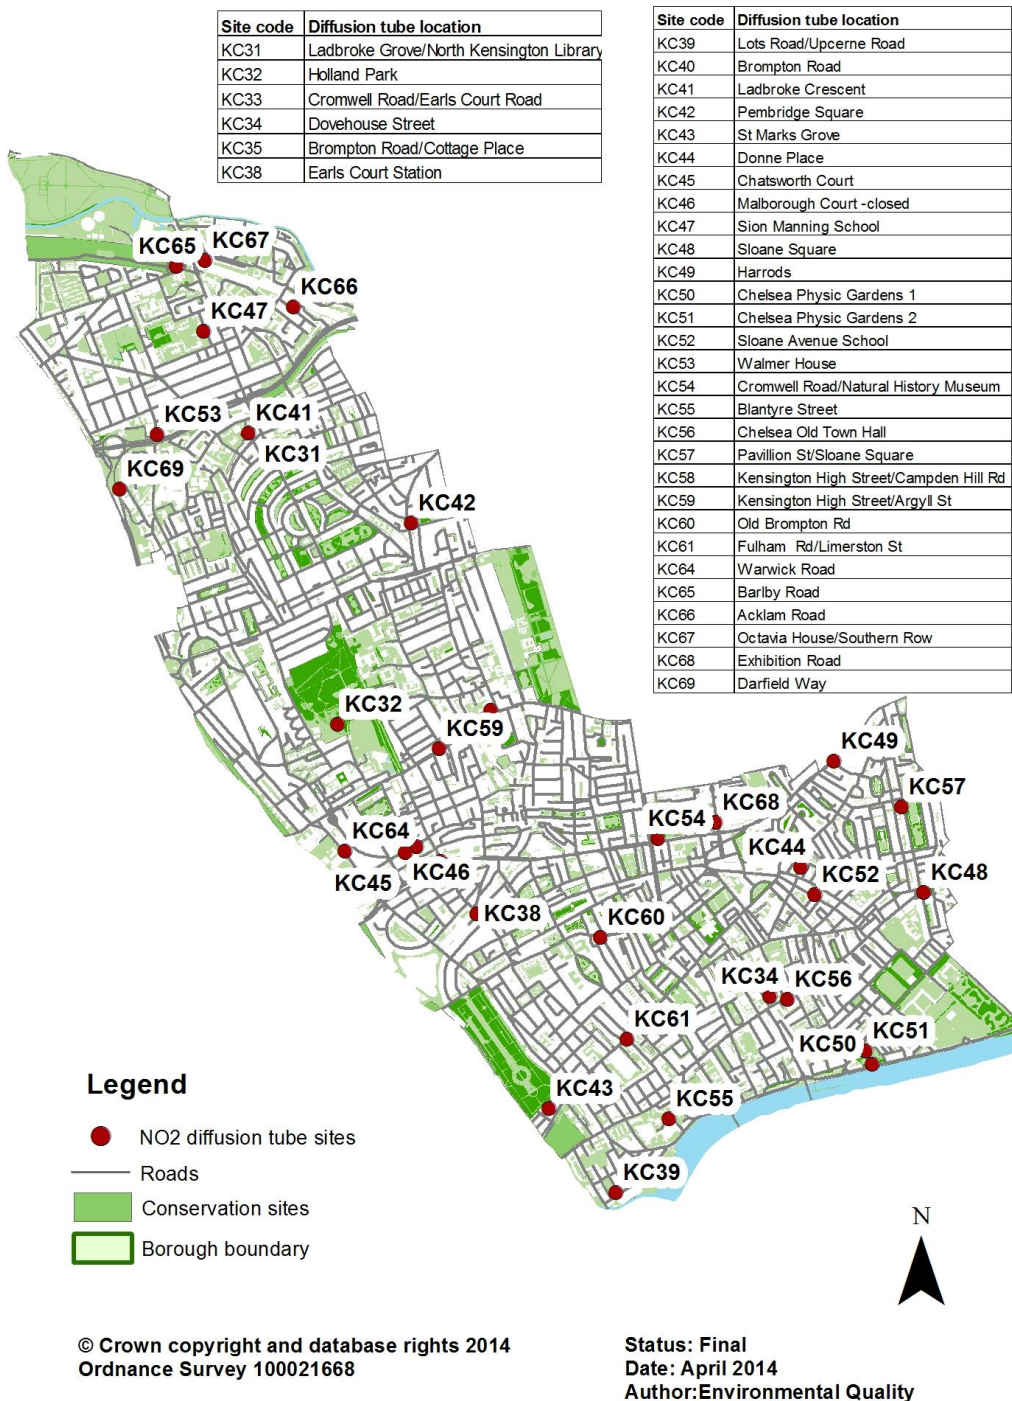 Site code Diffusion tube location
KC31 Ladbroke Grove/North Kensington Library
KC32 Holland Park
KC33 Cromwell Road/Earls Court Road
KC34 Dovehouse Street
KC35 Brompton Road/Cottage Place
KC38 Earls Court Station
Site code Diffusion tube location
KC39 Lots Road/Upcerne Road
KC40 Brompton Road
KC41 Ladbroke Crescent
KC42 Pembridge Square
KC43 St Marks Grove
KC44 Donne Place
KC45 Chatsworth Court
KC46 Malborough Court -closed
KC47 Sion Manning School
KC48 Sloane Square
KC49 Harrods
KC50 Chelsea Physic Gardens 1
KC51 Chelsea Physic Gardens 2
KC52 Sloane Avenue School
KC53 Walmer House
KC54 Cromwell Road/Natural History Museum
KC55 Blantyre Street
KC56 Chelsea Old Town Hall
KC57 Pavillion St/Sloane Square
KC58 Kensington High Street/Campden Hill Rd
KC59 Kensington High Street/Argyll St
KC60 Old Brompton Rd
KC61 Fulham Rd/Limerston St
KC64 Warwick Road
KC65 Barlby Road
KC66 Acklam Road
KC67 Octavia House/Southern Row
KC68 Exhibition Road
KC69 Darfield Way
KC65
KC67
KC66
KC47
KC53
KC41
KC31
KC69
KC42
KC32
KC59
KC49
KC57
KC68
KC54
KC64
KC44
KC46
KC45
KC52
KC48
KC38
KC60
KC34
KC56
KC61
KC51
KC50
KC43
KC55
KC39
Legend
NO2 diffusion tube sites
Roads
Conservation sites
Borough boundary
N
© Crown copyright and database rights 2014
Ordnance Survey 100021668
Status: Final
Date: April 2014
Author:Environmental Quality